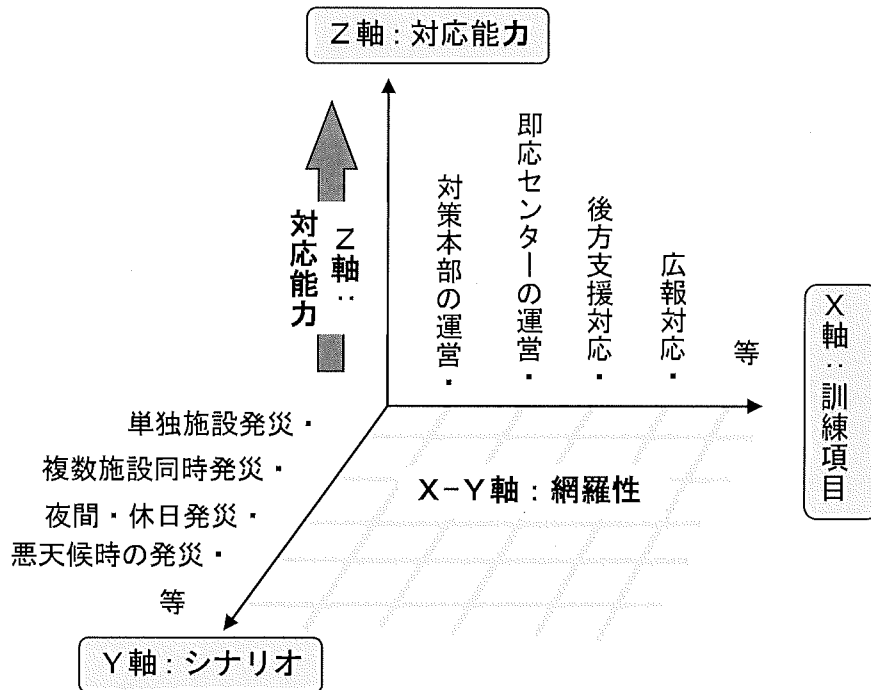 Z軸：対応能力
Z軸：
対応能力
対策本部の運営・
即応センターの運営・
後方支援対応・
広報対応・
等
X軸：訓練項目
単独施設発災・
複数施設同時発災・
夜間・休日発災・
悪天候時の発災・
等
X−Y軸：網羅性
Y軸：シナリオ